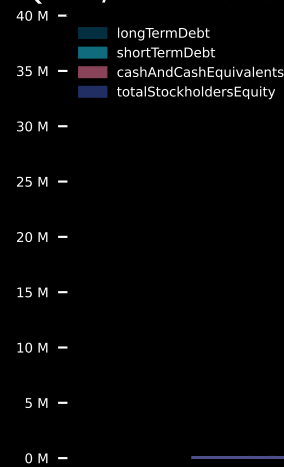 40 M
longTermDebt
shortTermDebt
35 M
cashAndCashEquivalents
totalStockholdersEquity
30 M
25 M
20 M
15 M
10 M
5 M
0 M